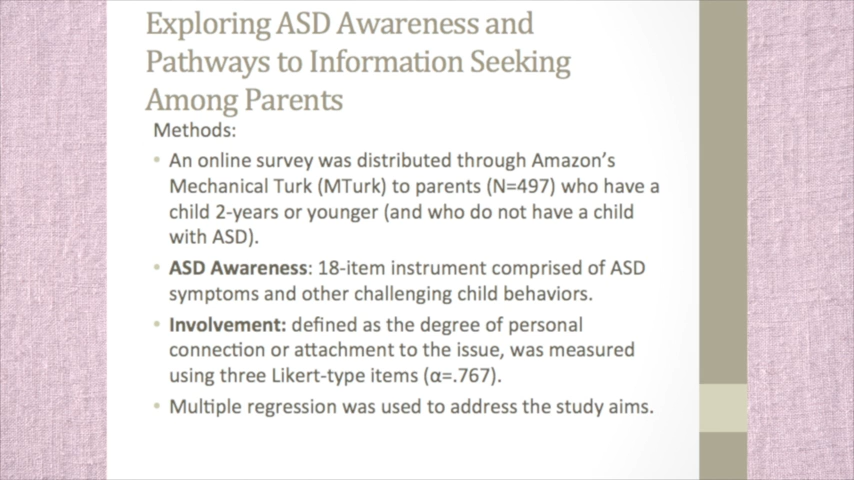 Exploring ASD Awareness and
Pathways to Information Seeking
Among Parents
Methods:
• An online survey was distributed through Amazon's
Mechanical Turk (MTurk) to parents (N=497) who have a
child 2-years or younger (and who do not have a child
with ASD).
• ASD Awareness: 18-item instrument comprised of ASD
symptoms and other challenging child behaviors.
• Involvement: defined as the degree of personal
connection or attachment to the issue, was measured
using three Likert-type items (α=.767).
• Multiple regression was used to address the study aims.